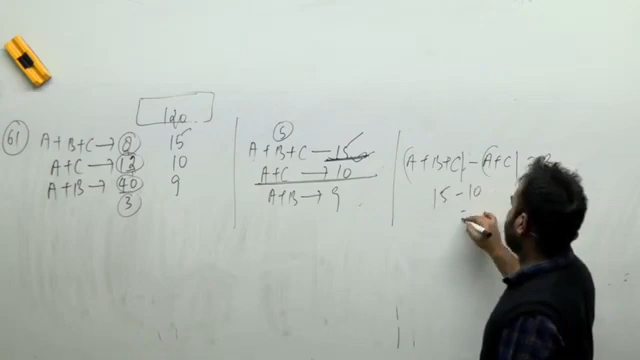 120
61 A+B+C → 8 15
A+C → 12 10
A+B → 40 9
3
5
A+B+C — 15
A+C → 10
A+B → 9
(A+B+C) - (A+C) = B
15 - 10
=